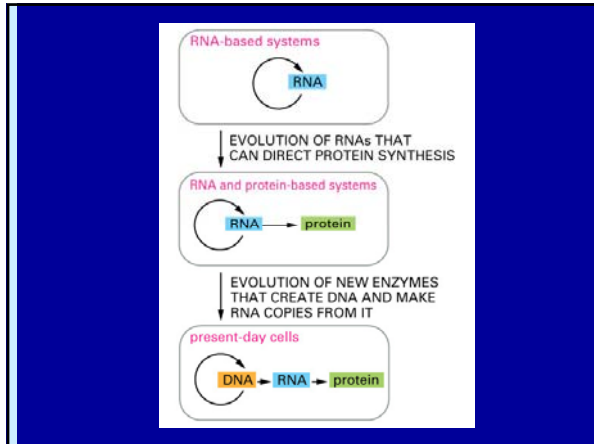 RNA-based systems
RNA
EVOLUTION OF RNAs THAT
CAN DIRECT PROTEIN SYNTHESIS
RNA and protein-based systems
RNA protein
EVOLUTION OF NEW ENZYMES
THAT CREATE DNA AND MAKE
RNA COPIES FROM IT
present-day cells
DNA RNA protein